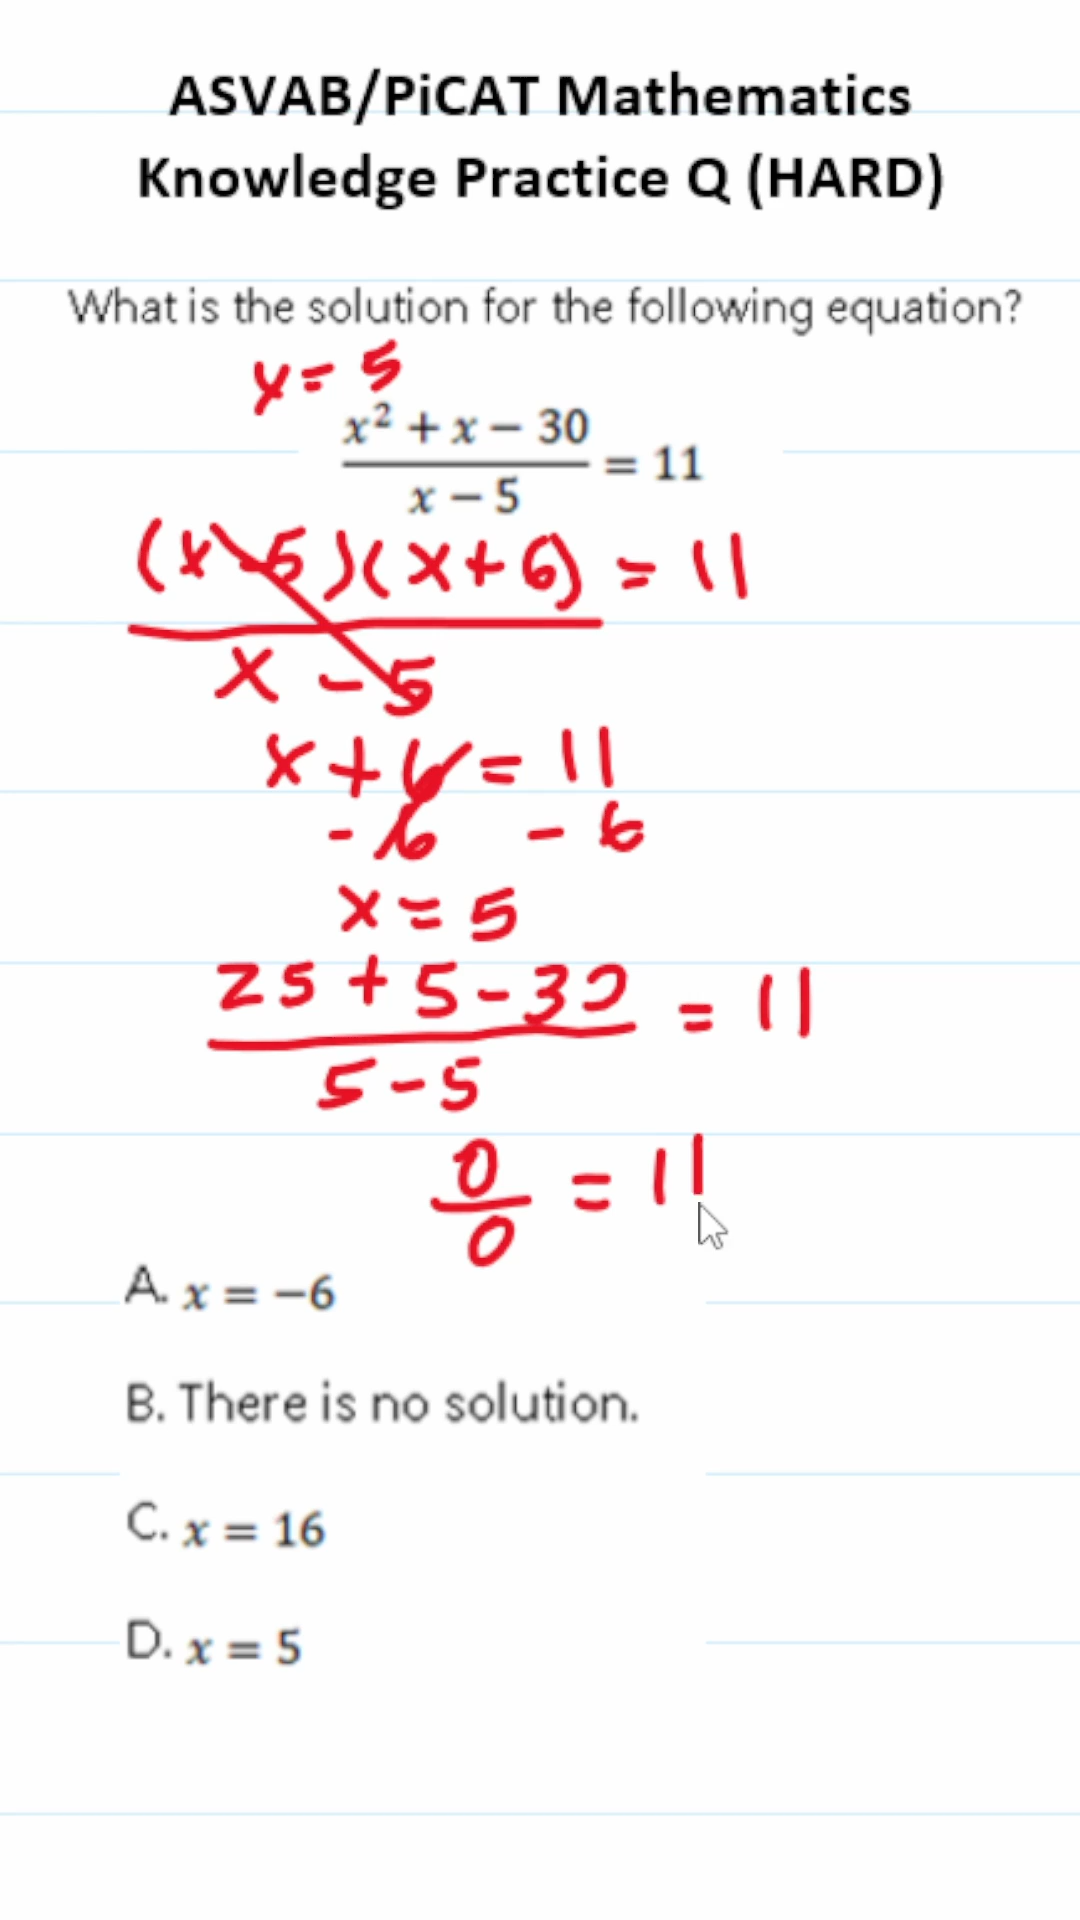 ASVAB/PiCAT Mathematics
Knowledge Practice Q (HARD)
What is the solution for the following equation?
x = 5
x² + x − 30
x − 5
= 11
(x-5)(x+6) = 11
x - 5
x + 6 = 11
- 6 - 6
x = 5
25 + 5 - 30 = 11
5 - 5
0 = 11
0
A. x = −6
B. There is no solution.
C. x = 16
D. x = 5